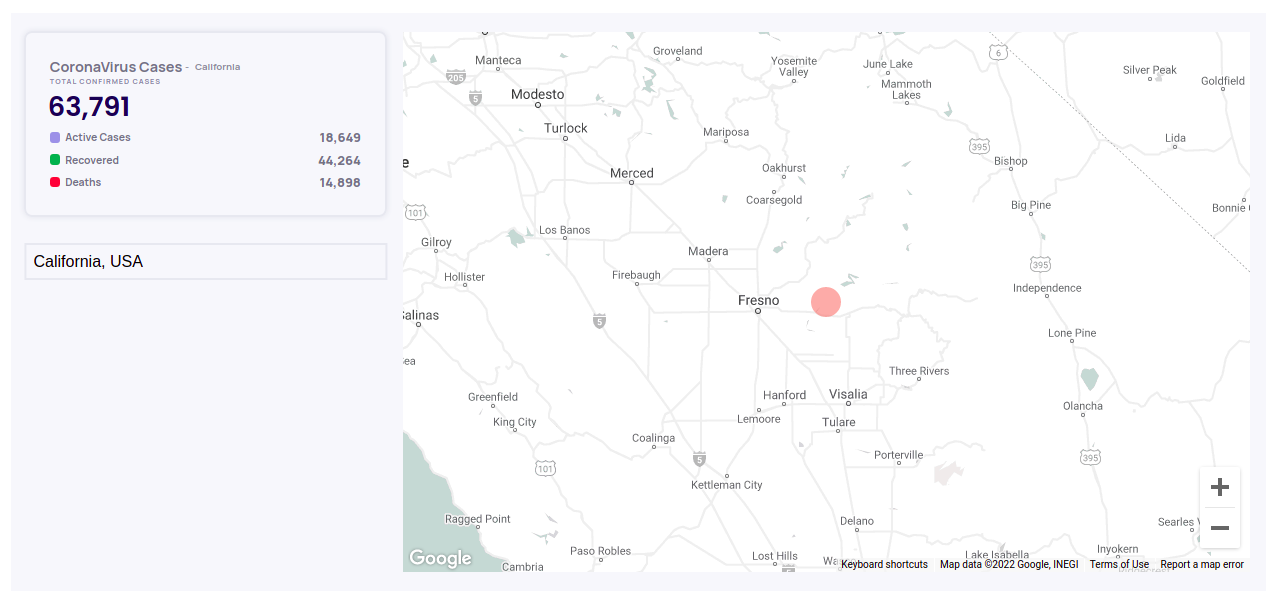 CoronaVirus Cases - California
TOTAL CONFIRMED CASES
63,791
Active Cases 18,649
Recovered 44,264
Deaths 14,898
California, USA
Groveland
Manteca
205
5
Modesto
Turlock
Yosemite
Valley
June Lake
Mammoth
Lakes
6
Silver Peak
Goldfield
Mariposa
Lida
395
Bishop
e
Merced
Oakhurst
Coarsegold
101
Big Pine
Bonnie
Los Banos
Gilroy
Madera
395
Hollister
Firebaugh
Independence
Fresno
Salinas
5
Lone Pine
ea
Three Rivers
Greenfield
Hanford
Visalia
Lemoore
Olancha
King City
Tulare
Coalinga
Porterville
101
5
395
Kettleman City
Ragged Point
Delano
Searles V
Paso Robles
Lost Hills
Lake Isabella
Inyokern
Cambria
5
Wa
Google
Keyboard shortcuts
Map data ©2022 Google, INEGI
Terms of Use
Report a map error